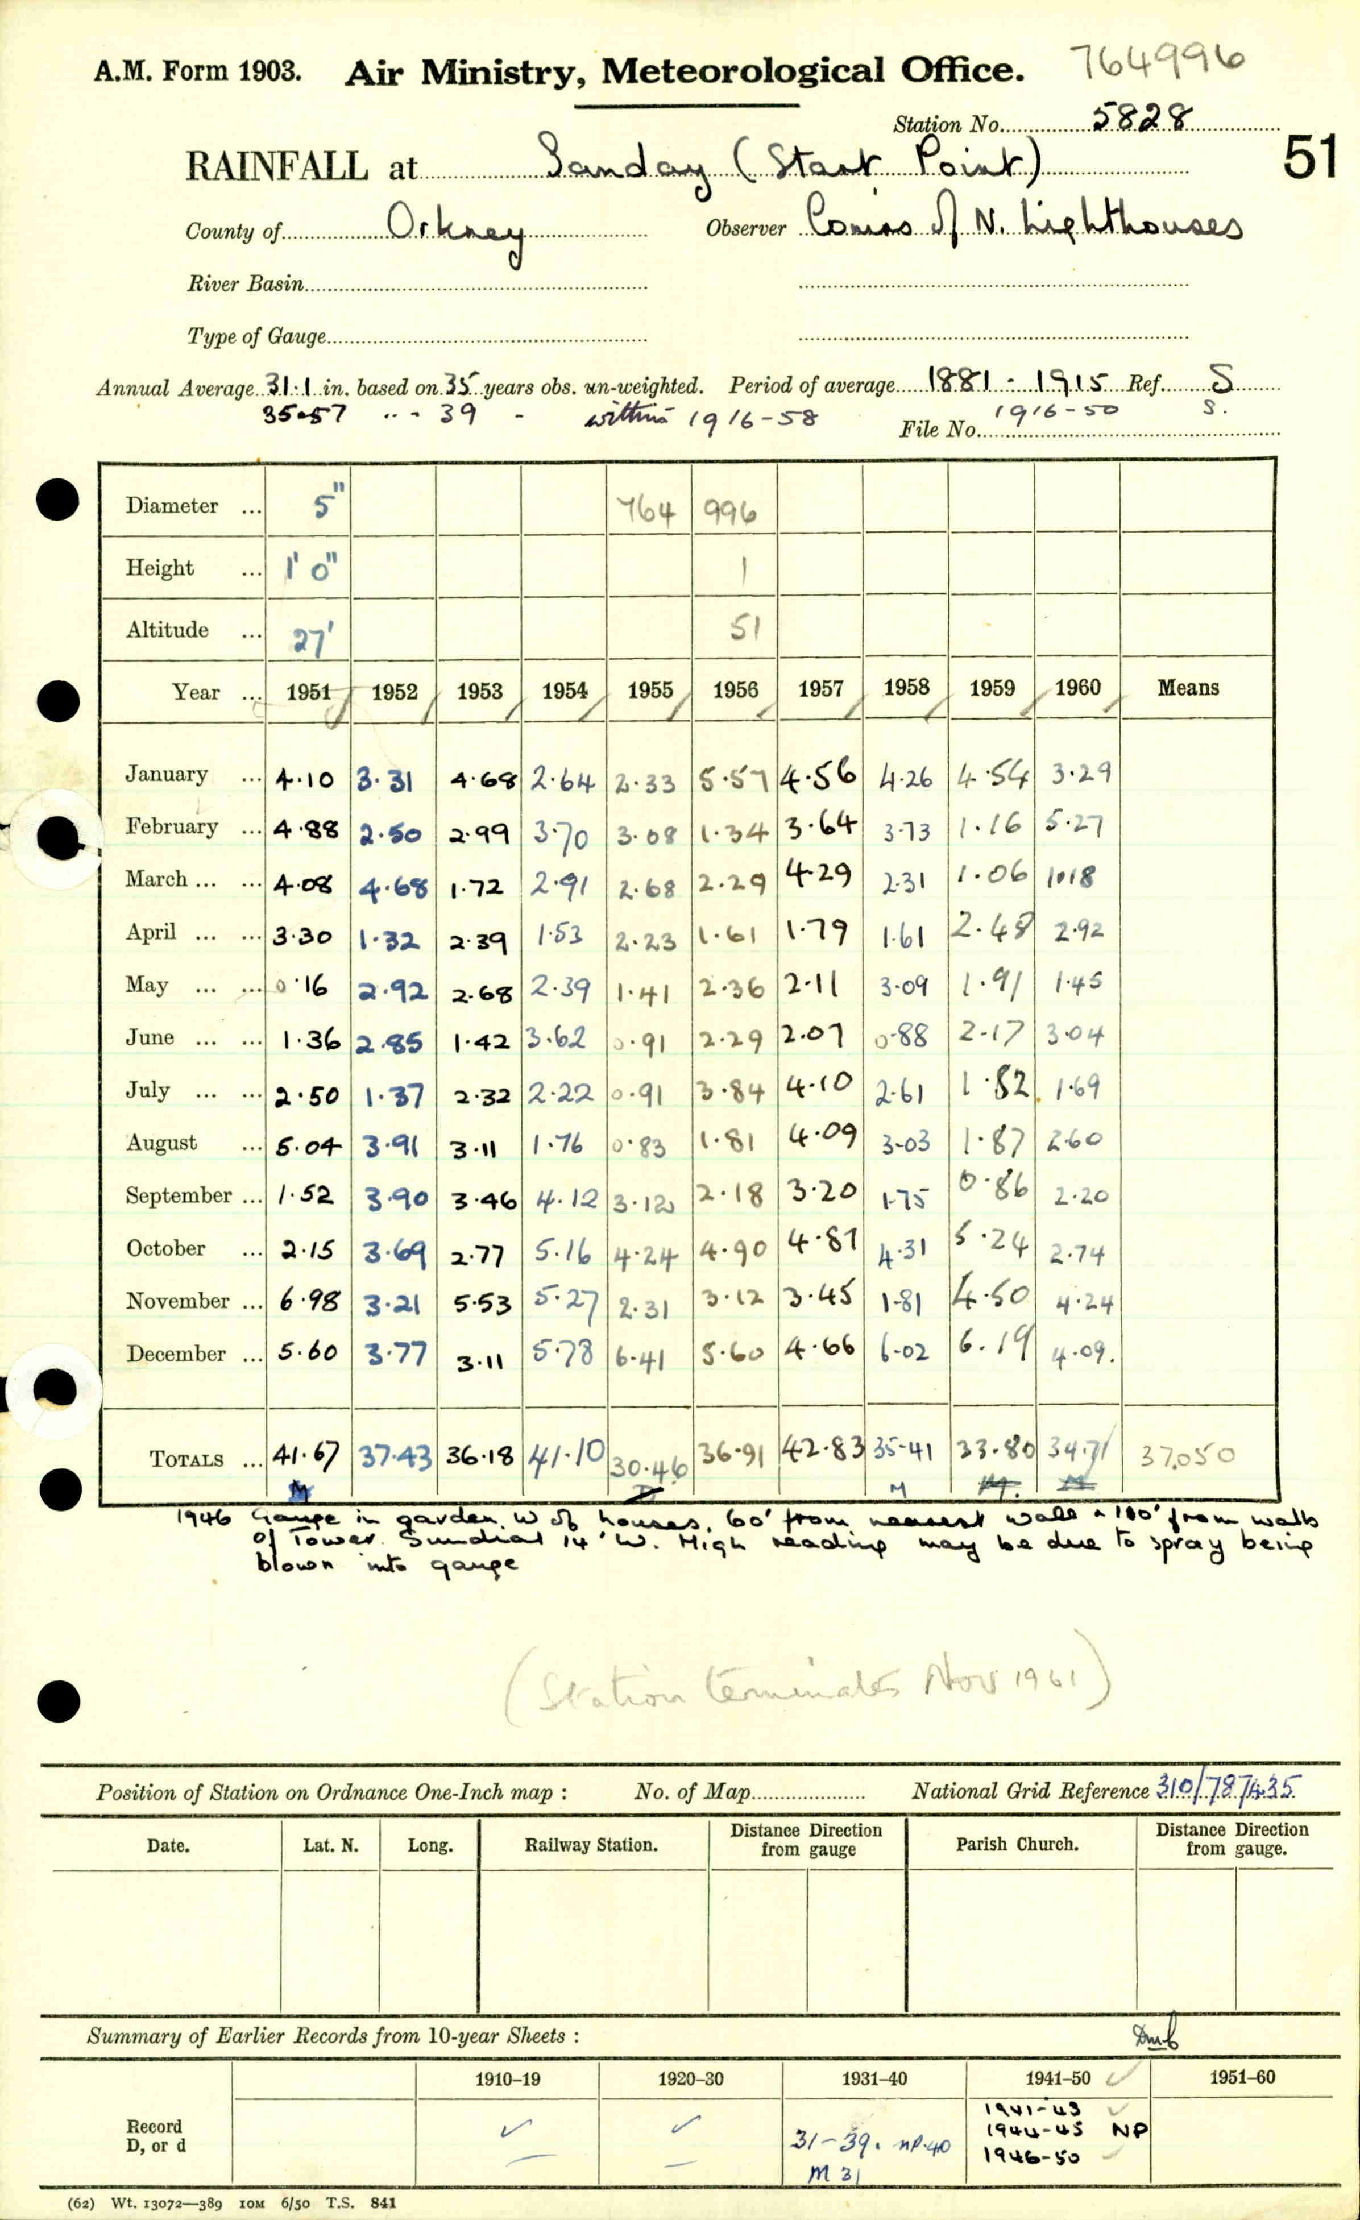 764996
A.M. Form 1903. Air Ministry, Meteorological Office.
Station No. 5828
51
RAINFALL at Sanday (Start Point)
County of Orkney Observer Comms of N. Lighthouses
River Basin
Type of Gauge
Annual Average 31.1 in. based on 35 years obs. un-weighted. Period of average 1881 - 1915 Ref. S
35.57 " - 39 - within 1916-58 1916-50 S.
File No.
Diameter ... 5" 764 996
Height ... 1' 0" 1
Altitude ... 27' 51
Year ... 1951 1952 1953 1954 1955 1956 1957 1958 1959 1960 Means
January ... 4.10 3.31 4.68 2.64 2.33 5.57 4.56 4.26 4.54 3.29
February ... 4.88 2.50 2.99 3.70 3.08 1.34 3.64 3.73 1.16 5.27
March ... ... 4.08 4.68 1.72 2.91 2.68 2.29 4.29 2.31 1.06 1.18
April ... ... 3.30 1.32 2.39 1.53 2.23 1.61 1.79 1.61 2.48 2.92
May ... ... 0.16 2.92 2.68 2.39 1.41 2.36 2.11 3.09 1.91 1.45
June ... ... 1.36 2.85 1.42 3.62 0.91 2.29 2.07 0.88 2.17 3.04
July ... ... 2.50 1.37 2.32 2.22 0.91 3.84 4.10 2.61 1.82 1.69
August ... 5.04 3.91 3.11 1.76 0.83 1.81 4.09 3.03 1.87 2.60
September ... 1.52 3.90 3.46 4.12 3.12 2.18 3.20 1.75 0.86 2.20
October ... 2.15 3.69 2.77 5.16 4.24 4.90 4.87 4.31 5.24 2.74
November ... 6.98 3.21 5.53 5.27 2.31 3.12 3.45 1.81 4.50 4.24
December ... 5.60 3.77 3.11 5.78 6.41 5.60 4.66 6.02 6.19 4.09.
TOTALS ... 41.67 37.43 36.18 41.10 30.46 36.91 42.83 35.41 33.80 34.71 37.050
M M M. M
1946 Gauge in garden W of houses, 60' from nearest wall & 100' from walls
of Tower. Sundial 14' W. High reading may be due to spray being
blown into gauge
(Station terminates Nov 1961)
Position of Station on Ordnance One-Inch map : No. of Map National Grid Reference 310/787435
Date. Lat. N. Long. Railway Station. Distance from Direction gauge Parish Church. Distance from Direction gauge.
Summary of Earlier Records from 10-year Sheets :
1910–19 1920–30 1931–40 1941–50 ✓ 1951–60
Record D, or d ✓ ✓ 31-39. NP.40 1941-43 ✓
1944-45 NP
M 31 1946-50 ✓
(62) Wt. 13072—389 IOM 6/50 T.S. 841